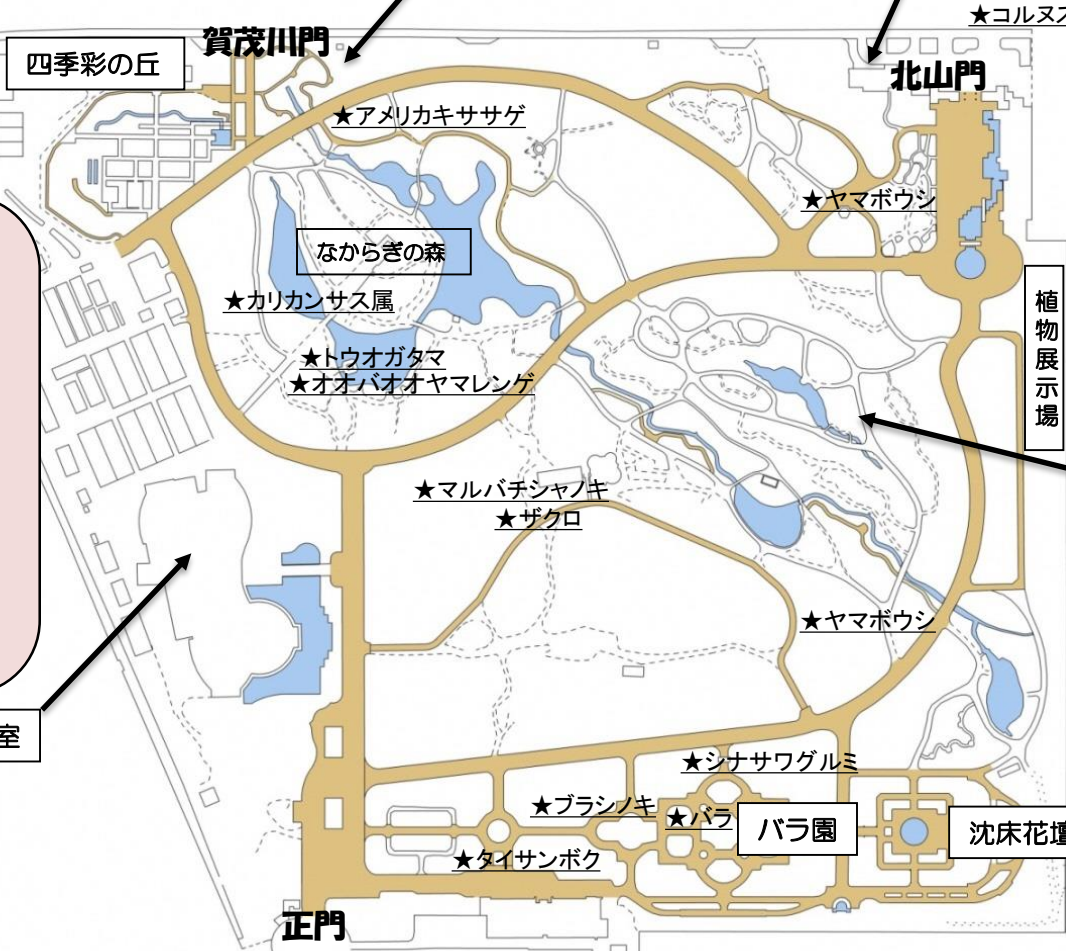 ★コルヌス
賀茂川門
四季彩の丘
北山門
★アメリカキササゲ
★ヤマボウシ
なからぎの森
★カリカンサス属
植物展示場
★トウオガタマ
★オオバオオヤマレンゲ
★マルバチシャノキ
★ザクロ
★ヤマボウシ
室
★シナサワグルミ
★ブラシノキ
★バラ
バラ園
沈床花壇
★タイサンボク
正門